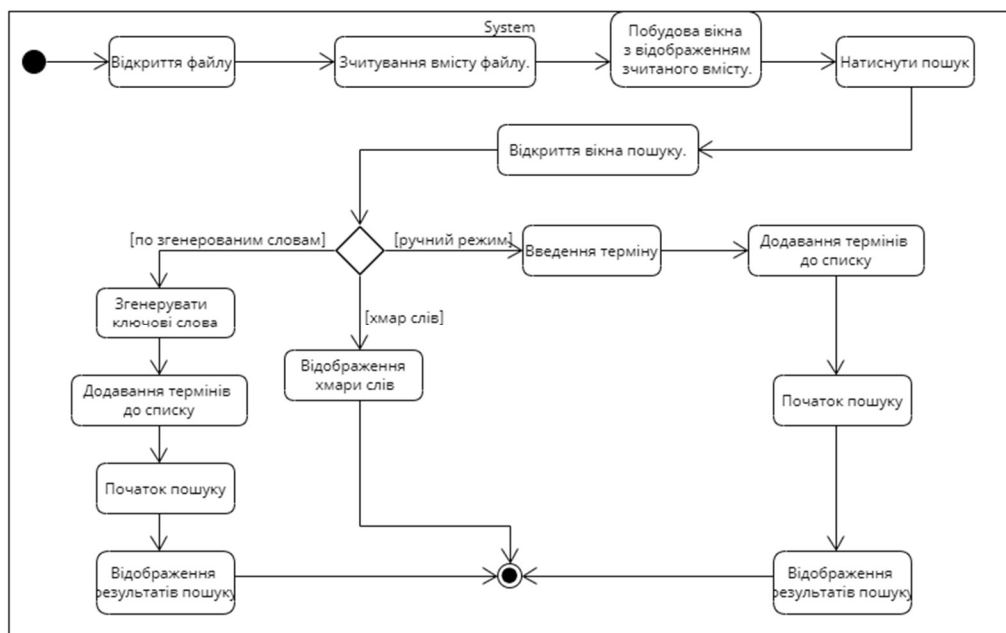 System
Відкриття файлу
Зчитування вмісту файлу.
Побудова вікна
з відображенням
зчитаного вмісту.
Натиснути пошук
Відкриття вікна пошуку.
[по згенерованим словам]
[ручний режим]
Введення терміну
Додавання термінів
до списку
Згенерувати
ключові слова
[хмар слів]
Відображення
хмари слів
Додавання термінів
до списку
Початок пошуку
Початок пошуку
Відображення
результатів пошуку
Відображення
результатів пошуку